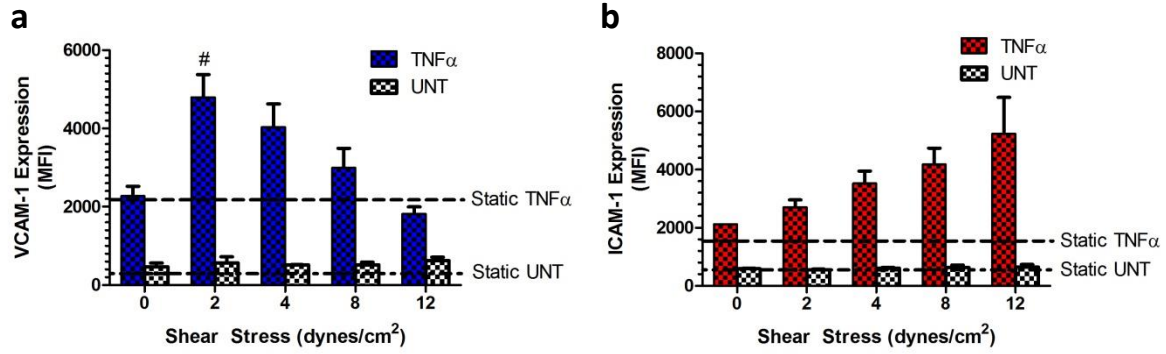 a
VCAM-1 Expression
(MFI)
6000
4000
2000
0
#
TNFα
UNT
Static TNFα
Static UNT
0 2 4 8 12
Shear Stress (dynes/cm²)
b
ICAM-1 Expression
(MFI)
8000
6000
4000
2000
0
TNFα
UNT
Static TNFα
Static UNT
0 2 4 8 12
Shear Stress (dynes/cm²)